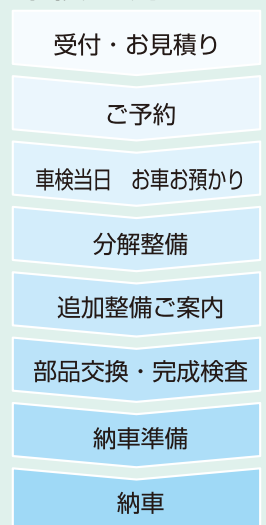 受付・お見積り
ご予約
車検当日　お車お預かり
分解整備
追加整備ご案内
部品交換・完成検査
納車準備
納車